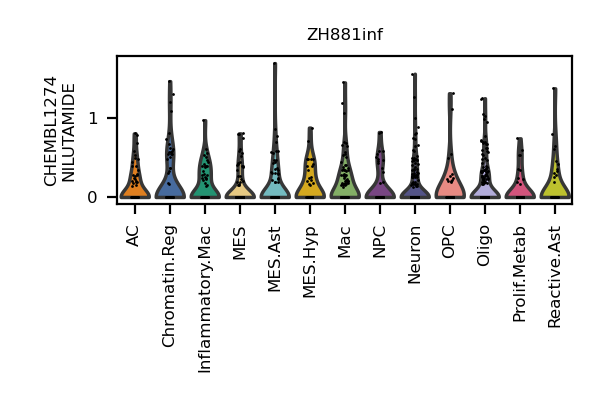 ZH881inf
CHEMBL1274
NILUTAMIDE
1
0
AC
Chromatin.Reg
Inflammatory.Mac
MES
MES.Ast
MES.Hyp
Mac
NPC
Neuron
OPC
Oligo
Prolif.Metab
Reactive.Ast